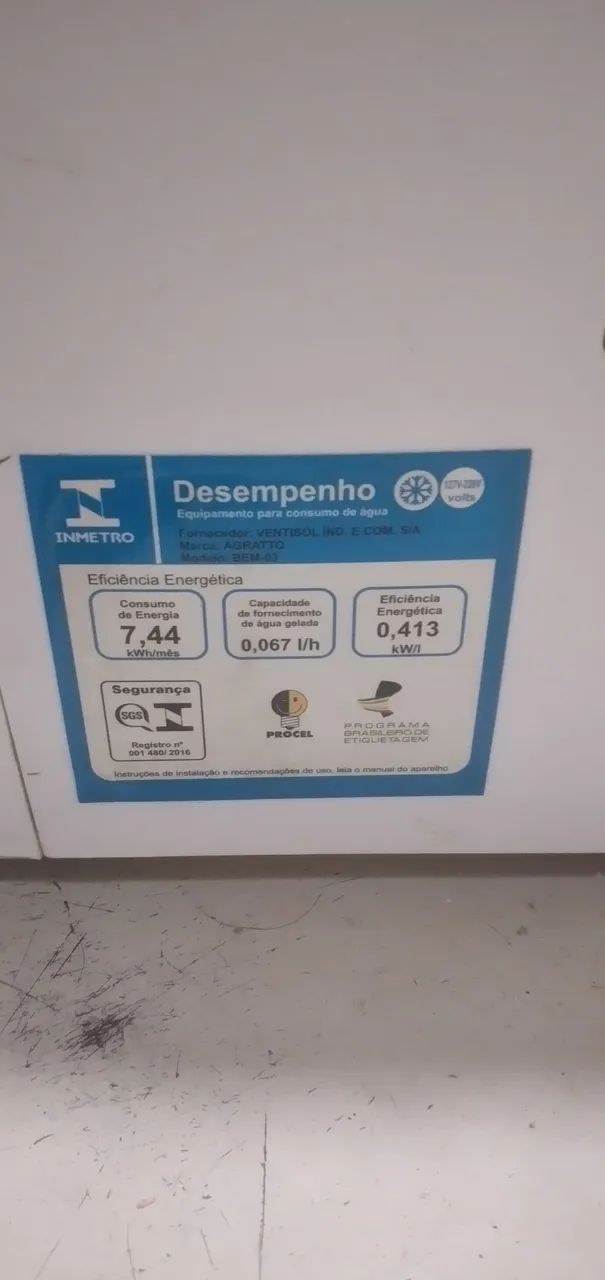 INMETRO
Desempenho
Equipamento para consumo de água
127V-220V
volts
Fornecedor: VENTISOL IND. E COM. S/A
Marca: AGRATTO
Modelo: BEM-03
Eficiência Energética
Consumo
de Energia
7,44
kWh/mês
Capacidade
de fornecimento
de água gelada
0,067 l/h
Eficiência
Energética
0,413
kW/l
Segurança
SGS
Registro nº
001 480/ 2016
PROCEL
PROGRAMA
BRASILEIRO DE
ETIQUETAGEM
Instruções de instalação e recomendações de uso, leia o manual do aparelho